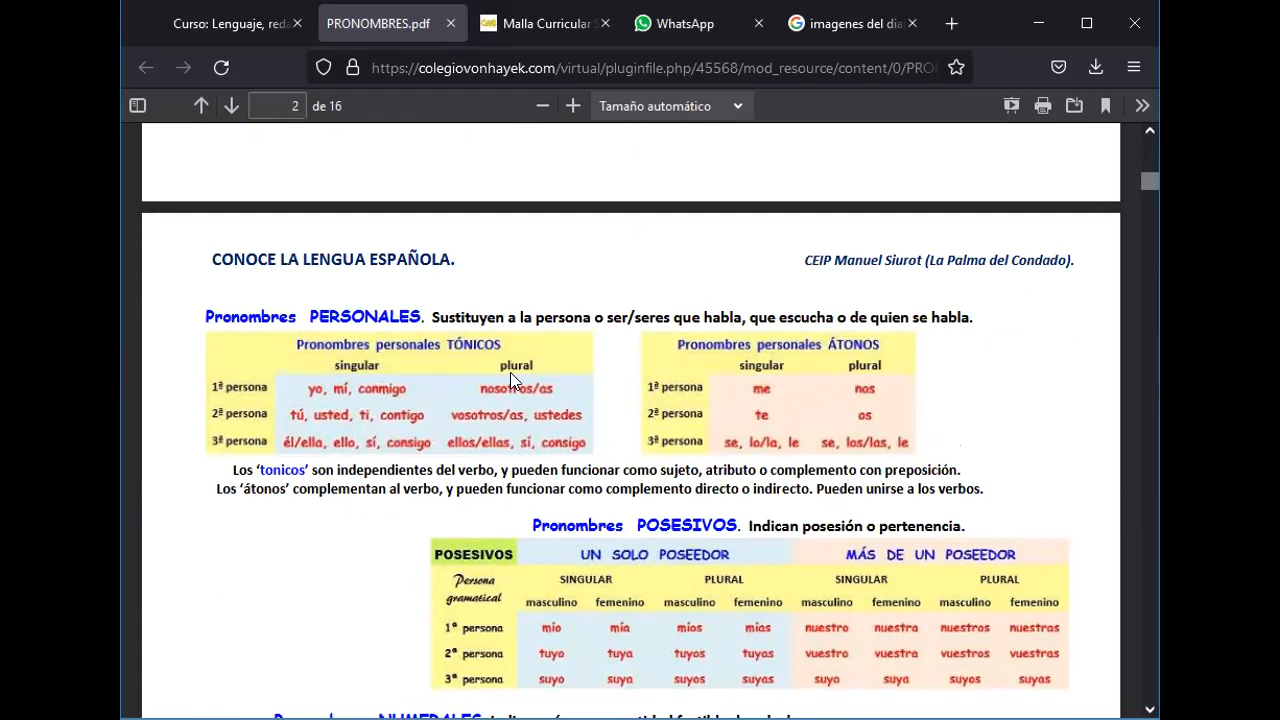 Curso: Lenguaje, reda
PRONOMBRES.pdf
Malla Curricular S
WhatsApp
imagenes del dia
https://colegiovonhayek.com/virtual/pluginfile.php/45568/mod_resource/content/0/PRO
2 de 16
Tamaño automático
CONOCE LA LENGUA ESPAÑOLA.
CEIP Manuel Siurot (La Palma del Condado).
Pronombres PERSONALES. Sustituyen a la persona o ser/seres que habla, que escucha o de quien se habla.
Pronombres personales TÓNICOS
singular plural
1ª persona yo, mí, conmigo nosotros/as
2ª persona tú, usted, ti, contigo vosotros/as, ustedes
3ª persona él/ella, ello, sí, consigo ellos/ellas, sí, consigo
Pronombres personales ÁTONOS
singular plural
1ª persona me nos
2ª persona te os
3ª persona se, lo/la, le se, los/las, le
Los ‘tonicos’ son independientes del verbo, y pueden funcionar como sujeto, atributo o complemento con preposición.
Los ‘átonos’ complementan al verbo, y pueden funcionar como complemento directo o indirecto. Pueden unirse a los verbos.
Pronombres POSESIVOS. Indican posesión o pertenencia.
POSESIVOS UN SOLO POSEEDOR MÁS DE UN POSEEDOR
Persona gramatical SINGULAR PLURAL SINGULAR PLURAL
masculino femenino masculino femenino masculino femenino masculino femenino
1ª persona mío mía míos mías nuestro nuestra nuestros nuestras
2ª persona tuyo tuya tuyos tuyas vuestro vuestra vuestros vuestras
3ª persona suyo suya suyos suyas suyo suya suyos suyas